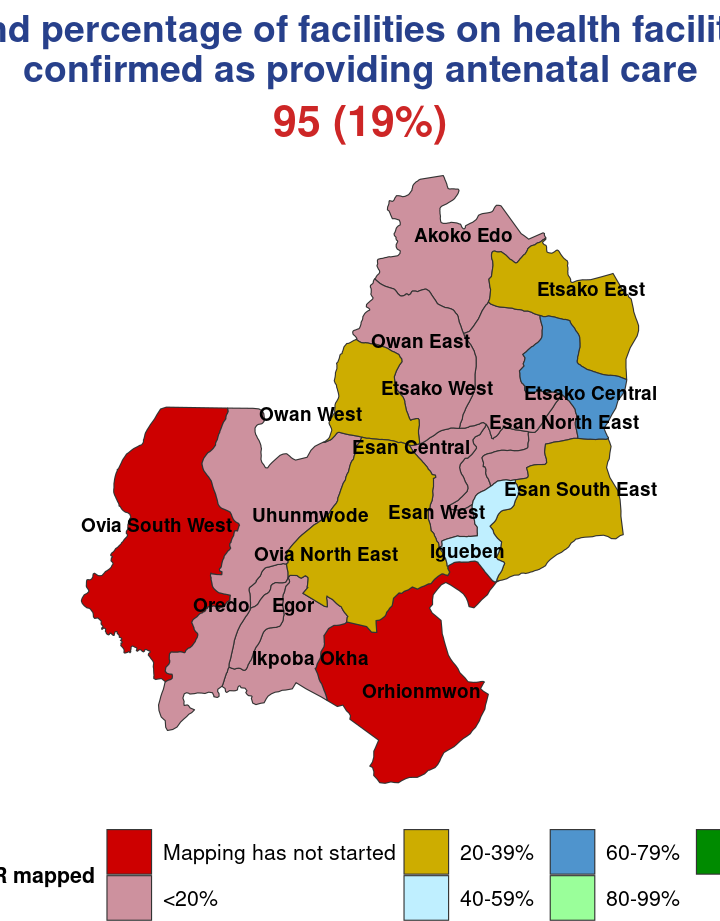 nd percentage of facilities on health facilit
confirmed as providing antenatal care
95 (19%)
Akoko Edo
Etsako East
Owan East
Etsako West
Etsako Central
Owan West
Esan North East
Esan Central
Esan South East
Esan West
Uhunmwode
Ovia South West
Igueben
Ovia North East
Oredo
Egor
Ikpoba Okha
Orhionmwon
R mapped
Mapping has not started
<20%
20-39%
40-59%
60-79%
80-99%